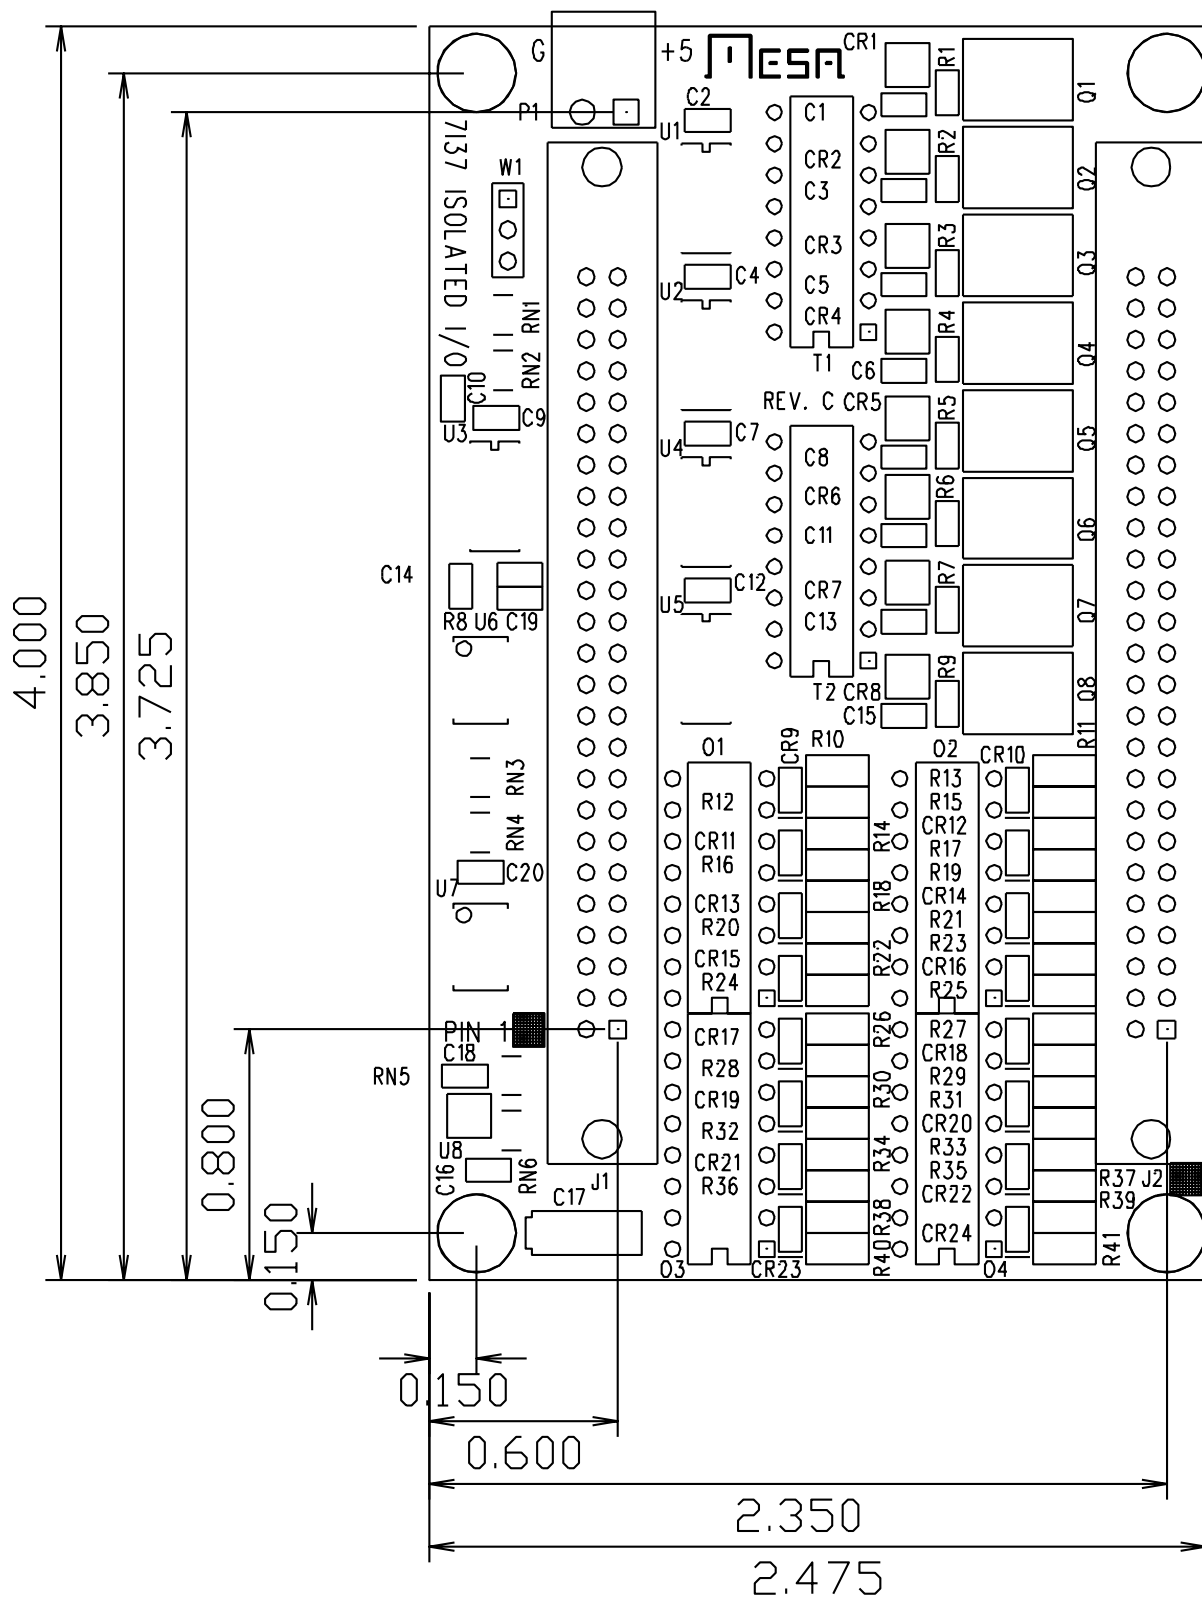 G
+5
MESA
CR1
R1
Q1
P1
C2
U1
C1
7I37 ISOLATED I/O
W1
CR2
C3
R2
Q2
CR3
C5
CR4
R3
Q3
U2
C4
RN1
RN2
T1
C6
R4
Q4
C10
U3
C9
REV. C
CR5
R5
Q5
U4
C7
C8
CR6
C11
R6
Q6
C14
R8
U6
C19
U5
C12
CR7
C13
R7
Q7
T2
CR8
C15
R9
Q8
4.000
3.850
3.725
O1
CR9
R10
O2
CR10
R11
RN3
RN4
U7
C20
R12
CR11
R16
CR13
R20
CR15
R24
R14
R18
R22
R13
R15
CR12
R17
R19
CR14
R21
R23
CR16
R25
PIN 1
C18
RN5
U8
C16
RN6
J1
C17
CR17
R28
CR19
R32
CR21
R36
R26
R30
R34
R38
R40
R27
CR18
R29
R31
CR20
R33
R35
CR22
CR24
R37
J2
R39
R41
O3
CR23
O4
0.800
0.150
0.150
0.600
2.350
2.475